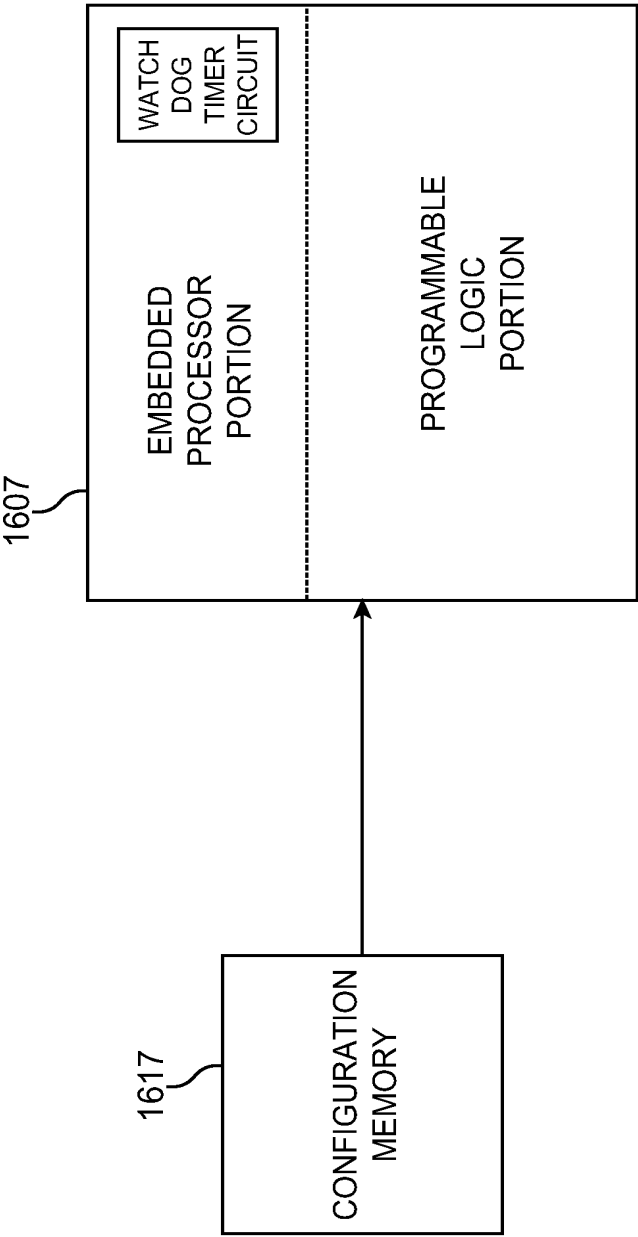 1617
CONFIGURATION
MEMORY
1607
EMBEDDED
PROCESSOR
PORTION
WATCH
DOG
TIMER
CIRCUIT
PROGRAMMABLE
LOGIC
PORTION